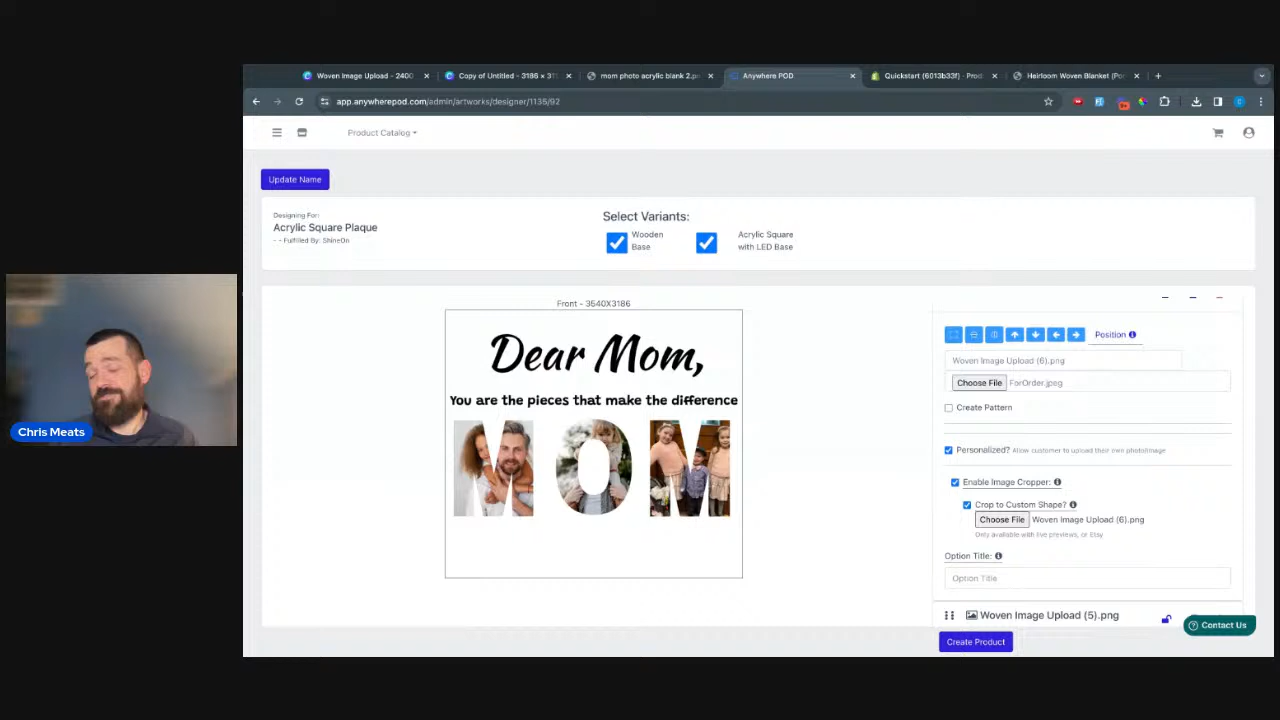 Woven Image Upload - 2400
Copy of Untitled - 3186 × 31
mom photo acrylic blank 2.p
Anywhere POD
Quickstart (6013b33f) · Prod
Heirloom Woven Blanket (Po
app.anywherepod.com/admin/artworks/designer/1135/92
Product Catalog
Update Name
Designing For:
Acrylic Square Plaque
- - Fulfilled By: ShineOn
Select Variants:
Wooden
Base
Acrylic Square
with LED Base
Front - 3540X3186
Dear Mom,
You are the pieces that make the difference
MOM
Position
Woven Image Upload (6).png
Choose File ForOrder.jpeg
Create Pattern
Personalized? Allow customer to upload their own photo/image
Enable Image Cropper:
Crop to Custom Shape?
Choose File Woven Image Upload (6).png
Only available with live previews, or Etsy
Option Title:
Option Title
Woven Image Upload (5).png
Contact Us
Create Product
Chris Meats